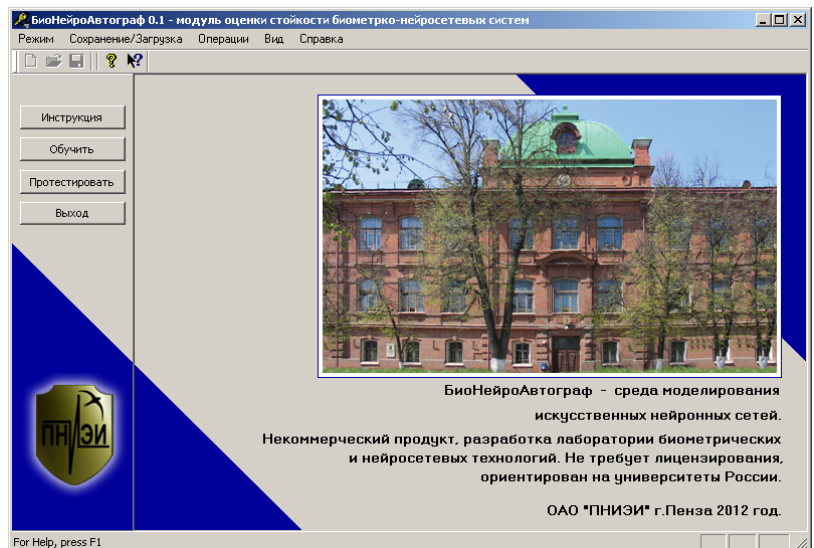 БиоНейроАвтограф 0.1 - модуль оценки стойкости биометрко-нейросетевых систем
Режим Сохранение/Загрузка Операции Вид Справка
Инструкция
Обучить
Протестировать
Выход
ПНИЭИ
БиоНейроАвтограф - среда моделирования
искусственных нейронных сетей.
Некоммерческий продукт, разработка лаборатории биометрических
и нейросетевых технологий. Не требует лицензирования,
ориентирован на университеты России.
ОАО "ПНИЭИ" г.Пенза 2012 год.
For Help, press F1